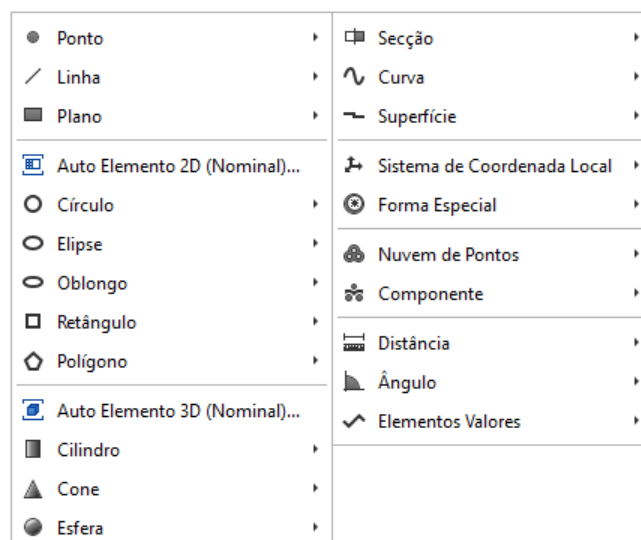 Ponto
Linha
Plano
Auto Elemento 2D (Nominal)...
Círculo
Elipse
Oblongo
Retângulo
Polígono
Auto Elemento 3D (Nominal)...
Cilindro
Cone
Esfera
Secção
Curva
Superfície
Sistema de Coordenada Local
Forma Especial
Nuvem de Pontos
Componente
Distância
Ângulo
Elementos Valores